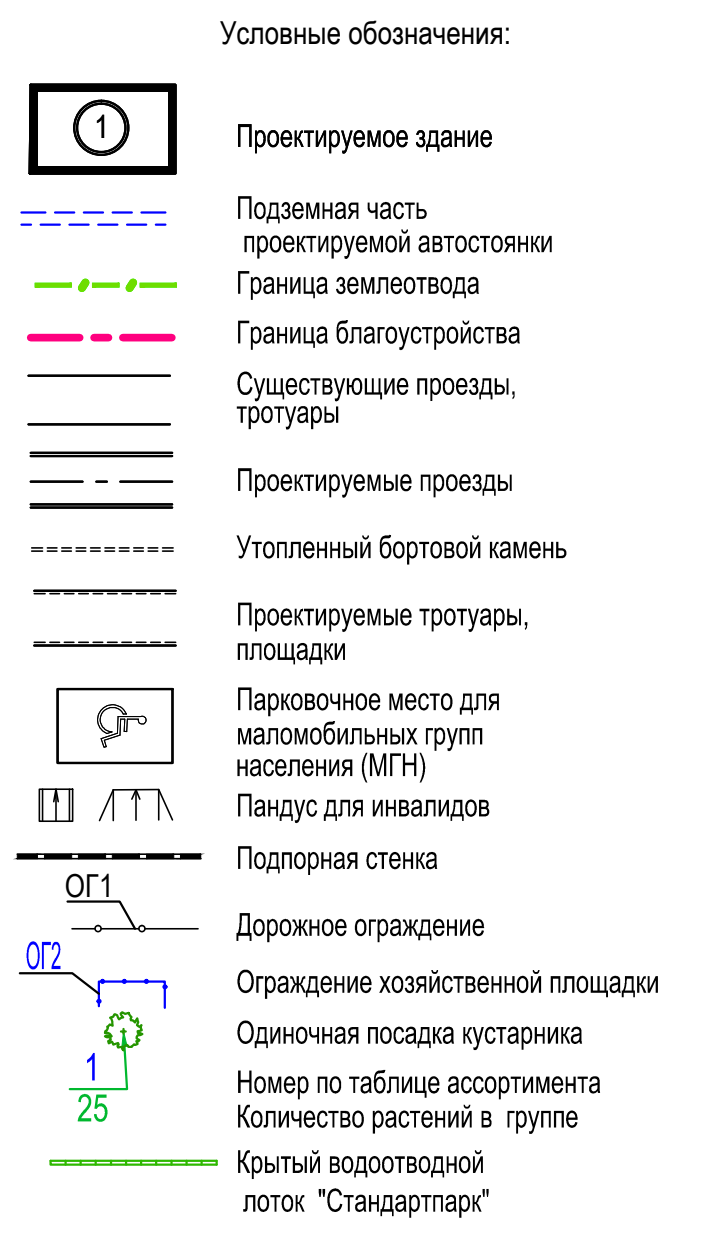 Условные обозначения:
1
Проектируемое здание
Подземная часть
проектируемой автостоянки
Граница землеотвода
Граница благоустройства
Существующие проезды,
тротуары
Проектируемые проезды
Утопленный бортовой камень
Проектируемые тротуары,
площадки
Парковочное место для
маломобильных групп
населения (МГН)
Пандус для инвалидов
Подпорная стенка
ОГ1
Дорожное ограждение
ОГ2
Ограждение хозяйственной площадки
Одиночная посадка кустарника
1
Номер по таблице ассортимента
25
Количество растений в группе
Крытый водоотводной
лоток "Стандартпарк"